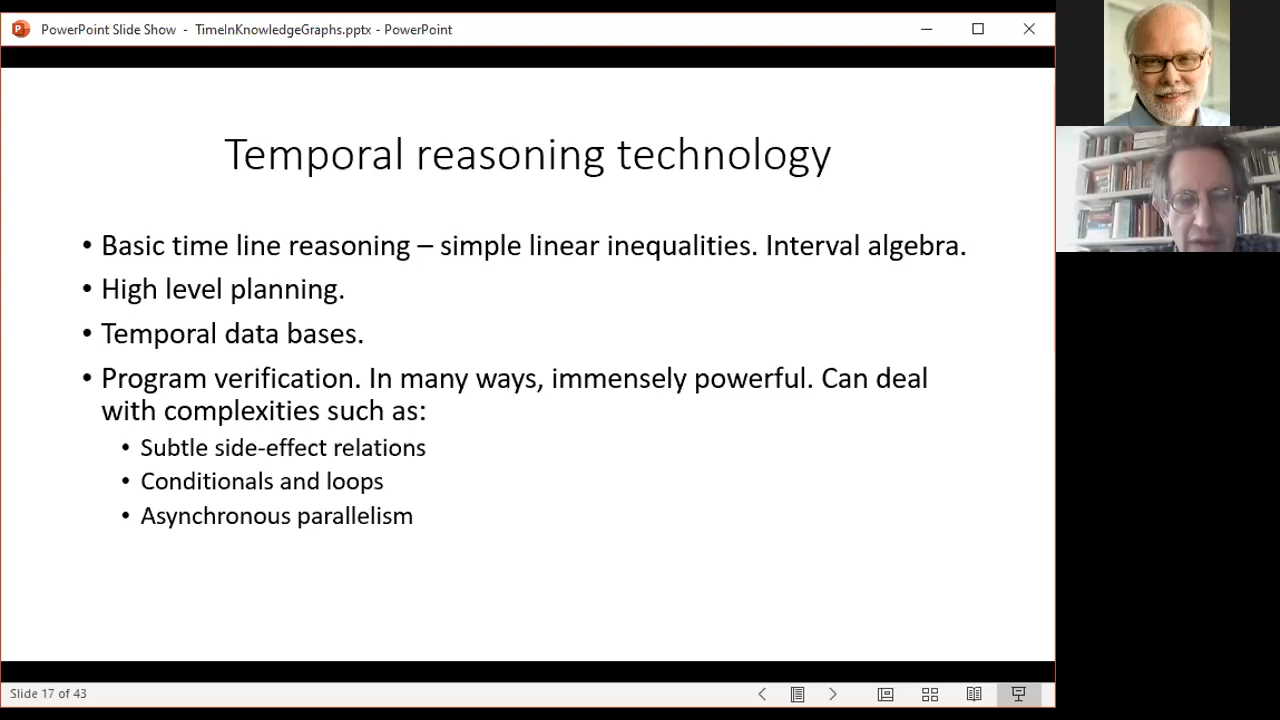 PowerPoint Slide Show - TimeInKnowledgeGraphs.pptx - PowerPoint
Temporal reasoning technology
• Basic time line reasoning – simple linear inequalities. Interval algebra.
• High level planning.
• Temporal data bases.
• Program verification. In many ways, immensely powerful. Can deal
with complexities such as:
• Subtle side-effect relations
• Conditionals and loops
• Asynchronous parallelism
Slide 17 of 43